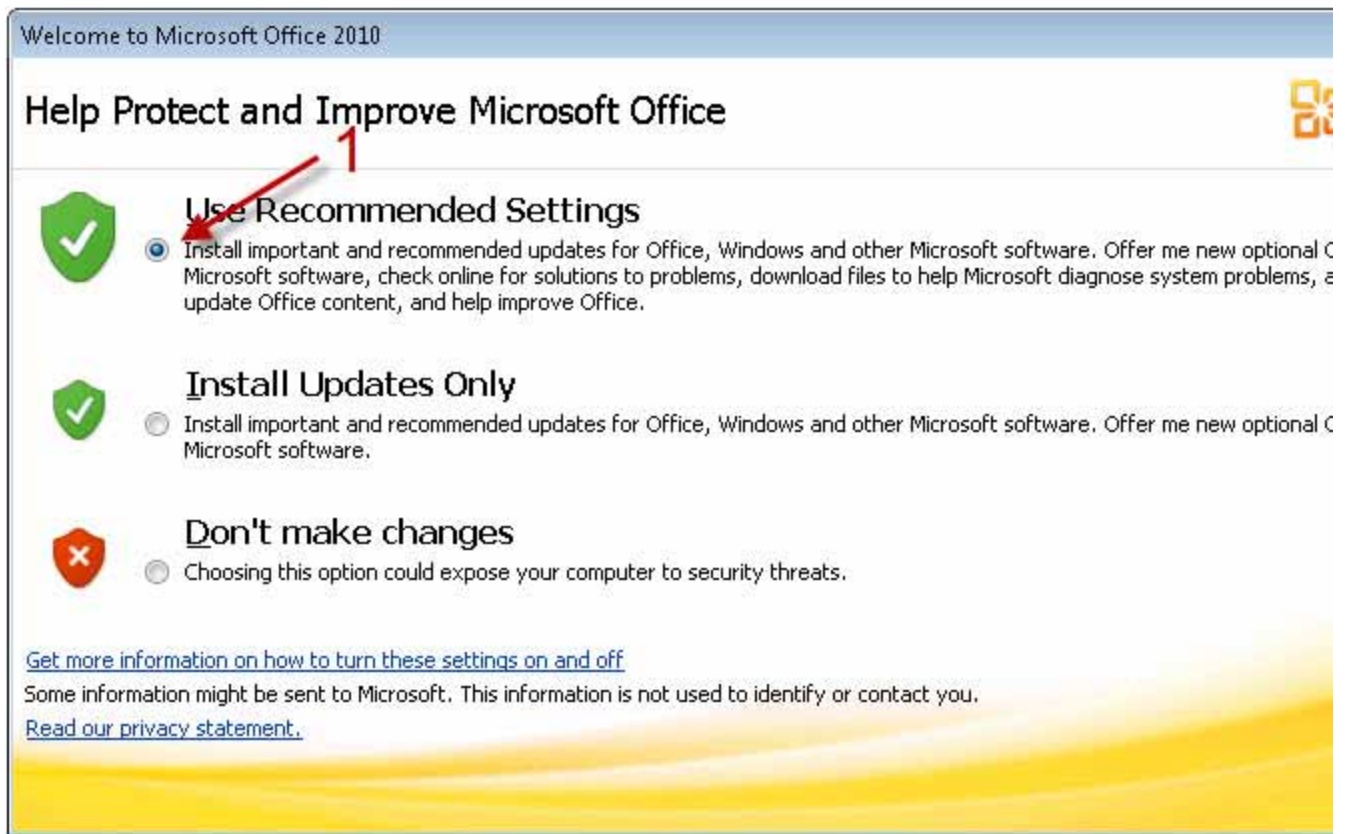 Welcome to Microsoft Office 2010
Help Protect and Improve Microsoft Office
1
Use Recommended Settings
Install important and recommended updates for Office, Windows and other Microsoft software. Offer me new optional
Microsoft software, check online for solutions to problems, download files to help Microsoft diagnose system problems,
update Office content, and help improve Office.
Install Updates Only
Install important and recommended updates for Office, Windows and other Microsoft software. Offer me new optional
Microsoft software.
Don't make changes
Choosing this option could expose your computer to security threats.
Get more information on how to turn these settings on and off
Some information might be sent to Microsoft. This information is not used to identify or contact you.
Read our privacy statement.